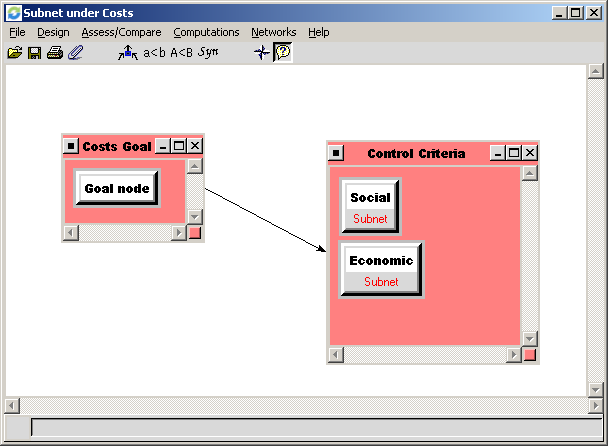 Subnet under Costs
File Design Assess/Compare Computations Networks Help
a<b A<B Syn
Costs Goal
Goal node
Control Criteria
Social
Subnet
Economic
Subnet